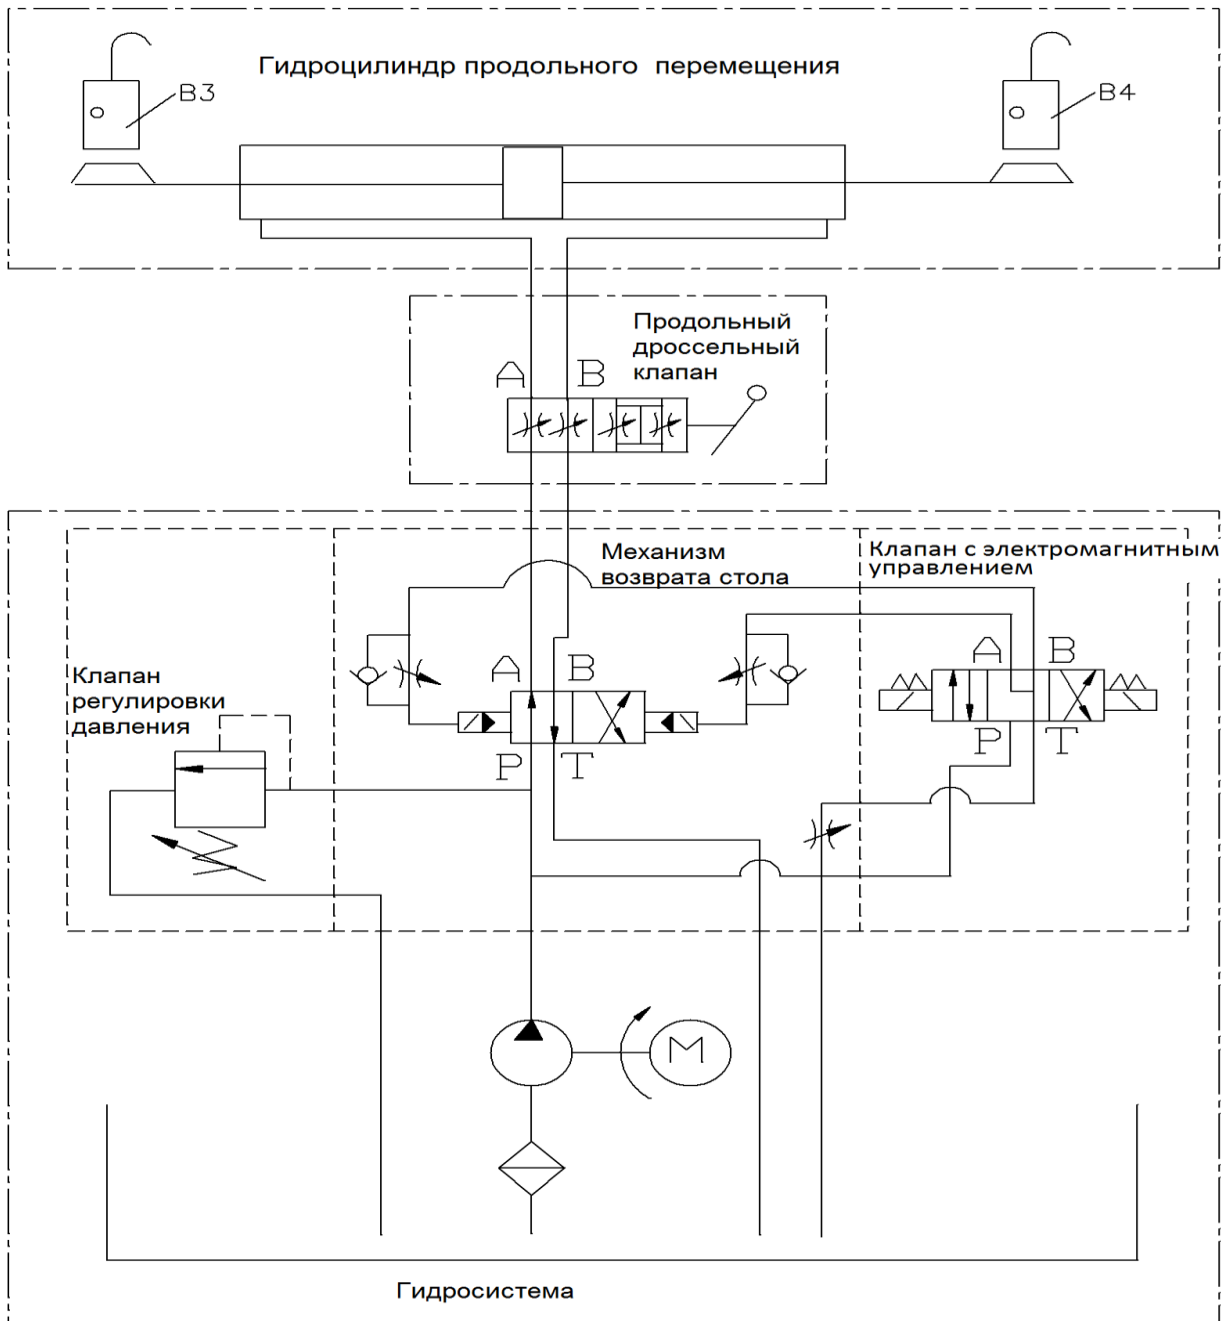 Гидроцилиндр продольного перемещения
B3
B4
Продольный
дроссельный
клапан
A B
Механизм
возврата стола
Клапан с электромагнитным
управлением
A B
A B
Клапан
регулировки
давления
P T
P T
M
Гидросистема